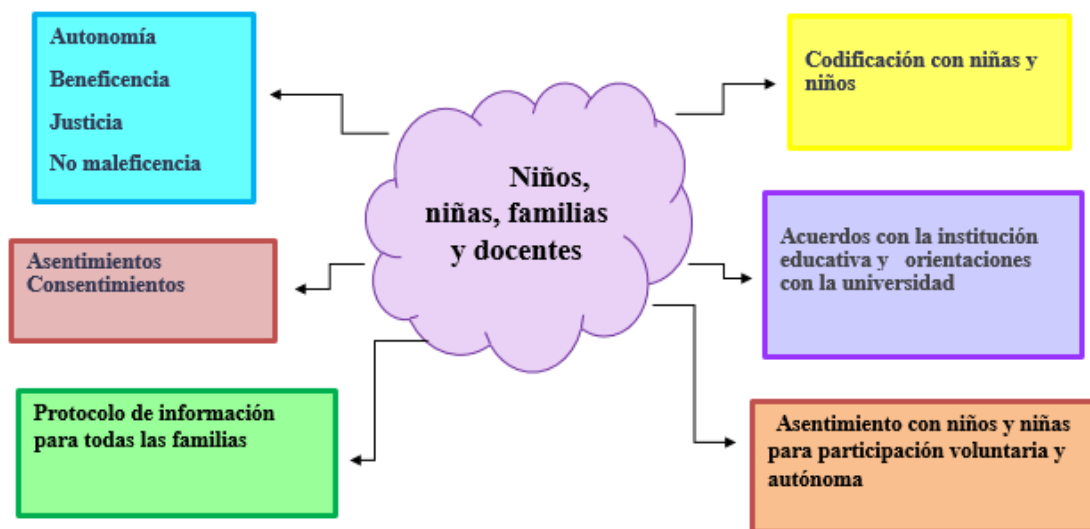 Autonomía
Beneficencia
Justicia
No maleficencia
Asentimientos
Consentimientos
Protocolo de información
para todas las familias
Niños,
niñas, familias
y docentes
Codificación con niñas y
niños
Acuerdos con la institución
educativa y orientaciones
con la universidad
Asentimiento con niños y niñas
para participación voluntaria y
autónoma